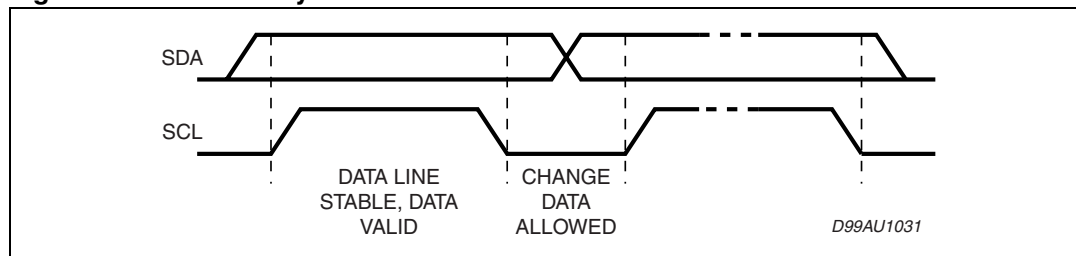 SDA
SCL
DATA LINE
STABLE, DATA
VALID
CHANGE
DATA
ALLOWED
D99AU1031